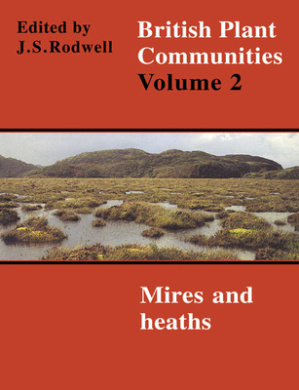 Edited by
J.S.Rodwell
British Plant
Communities
Volume 2
Mires and
heaths